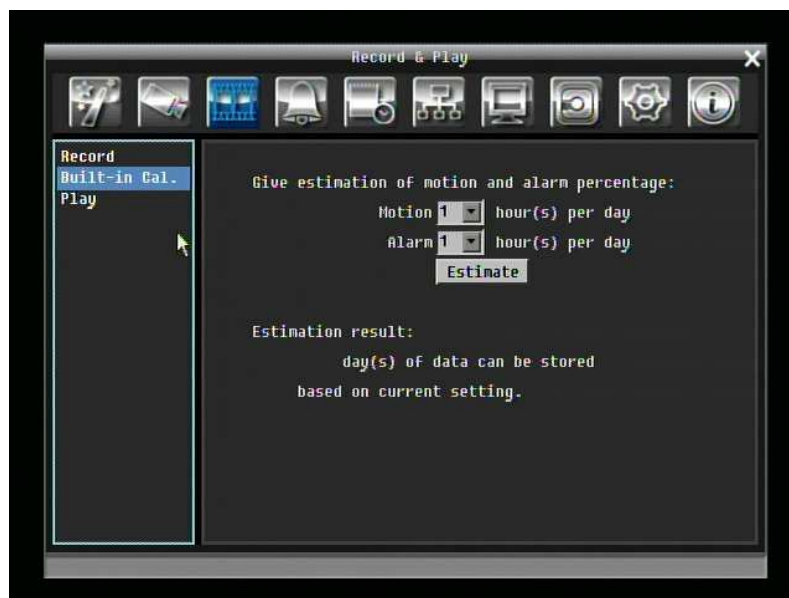 Record & Play
Record
Built-in Cal.
Play
Give estimation of motion and alarm percentage:
Motion 1 hour(s) per day
Alarm 1 hour(s) per day
Estimate
Estimation result:
day(s) of data can be stored
based on current setting.